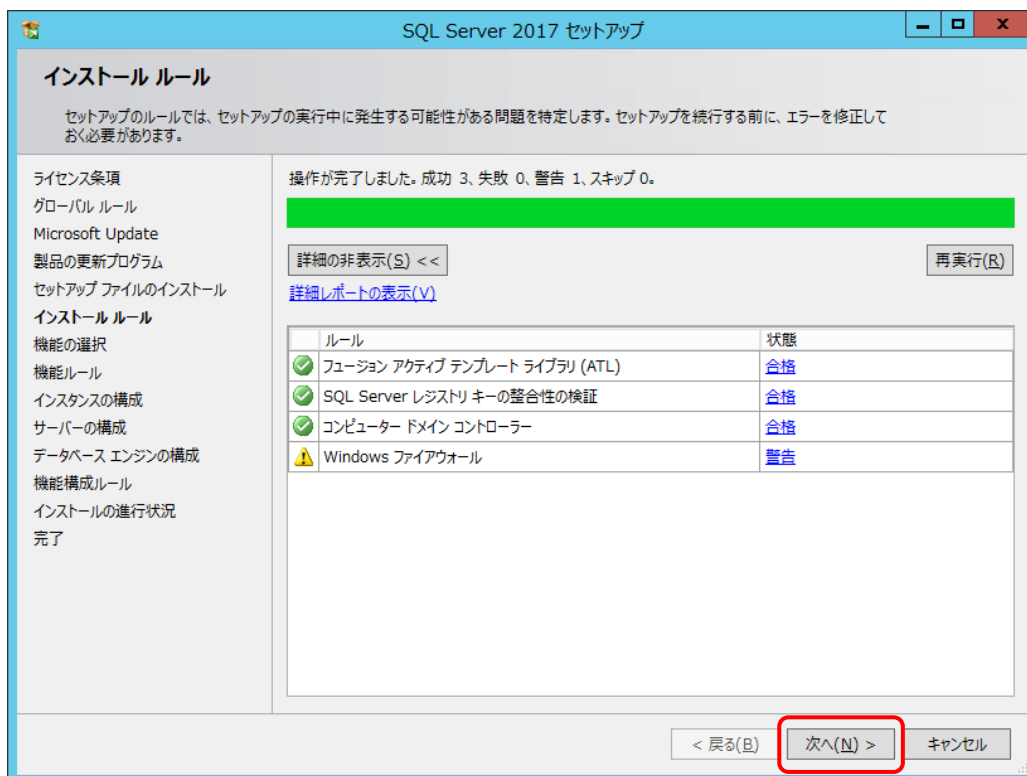 SQL Server 2017 セットアップ
インストール ルール
セットアップのルールでは、セットアップの実行中に発生する可能性がある問題を特定します。セットアップを続行する前に、エラーを修正して
おく必要があります。
ライセンス条項
グローバル ルール
Microsoft Update
製品の更新プログラム
セットアップ ファイルのインストール
インストール ルール
機能の選択
機能ルール
インスタンスの構成
サーバーの構成
データベース エンジンの構成
機能構成ルール
インストールの進行状況
完了
操作が完了しました。成功 3、失敗 0、警告 1、スキップ 0。
詳細の非表示(S) <<
再実行(R)
詳細レポートの表示(V)
ルール 状態
フュージョン アクティブ テンプレート ライブラリ (ATL) 合格
SQL Server レジストリ キーの整合性の検証 合格
コンピューター ドメイン コントローラー 合格
Windows ファイアウォール 警告
< 戻る(B) 次へ(N) > キャンセル